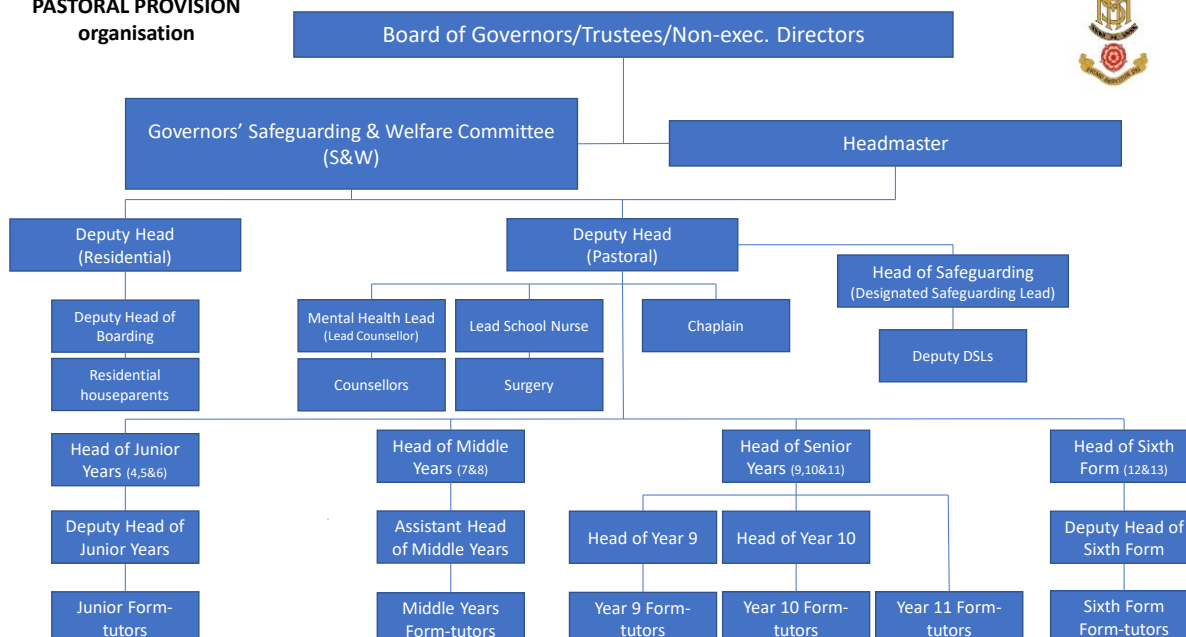 PASTORAL PROVISION
organisation
Board of Governors/Trustees/Non-exec. Directors
Governors' Safeguarding & Welfare Committee
(S&W)
Headmaster
Deputy Head
(Residential)
Deputy Head
(Pastoral)
Head of Safeguarding
(Designated Safeguarding Lead)
Deputy Head of
Boarding
Mental Health Lead
(Lead Counsellor)
Lead School Nurse
Chaplain
Deputy DSLs
Residential
houseparents
Counsellors
Surgery
Head of Junior
Years (4,5&6)
Head of Middle
Years (7&8)
Head of Senior
Years (9,10&11)
Head of Sixth
Form (12&13)
Deputy Head of
Junior Years
Assistant Head
of Middle Years
Head of Year 9
Head of Year 10
Deputy Head of
Sixth Form
Junior Form-
tutors
Middle Years
Form-tutors
Year 9 Form-
tutors
Year 10 Form-
tutors
Year 11 Form-
tutors
Sixth Form
Form-tutors